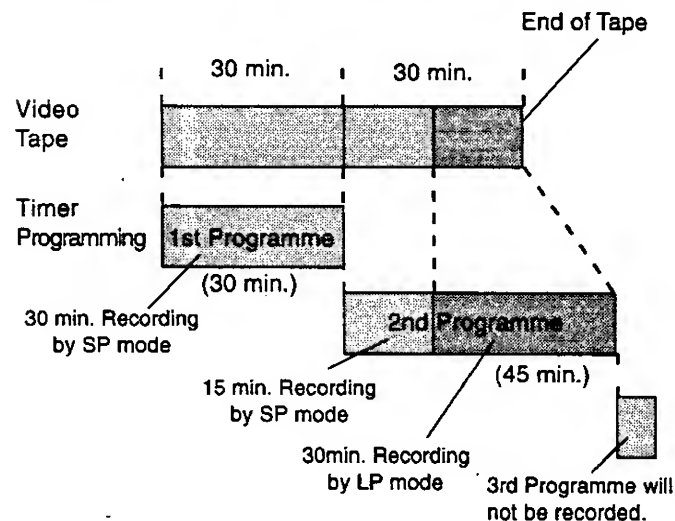 End of Tape
30 min.
30 min.
Video
Tape
Timer
Programming
1st Programme
(30 min.)
30 min. Recording
by SP mode
2nd Programme
(45 min.)
15 min. Recording
by SP mode
30min. Recording
by LP mode
3rd Programme will
not be recorded.